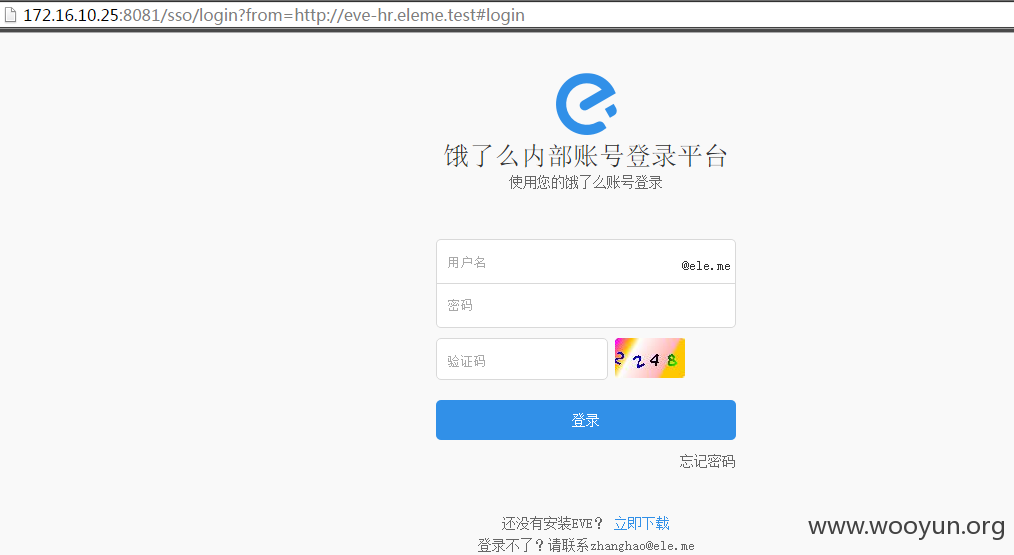 172.16.10.25:8081/sso/login?from=http://eve-hr.eleme.test#login
饿了么内部账号登录平台
使用您的饿了么账号登录
用户名 @ele.me
密码
验证码 2248
登录
忘记密码
还没有安装EVE? 立即下载
登录不了?请联系zhanghao@ele.me
www.wooyun.org